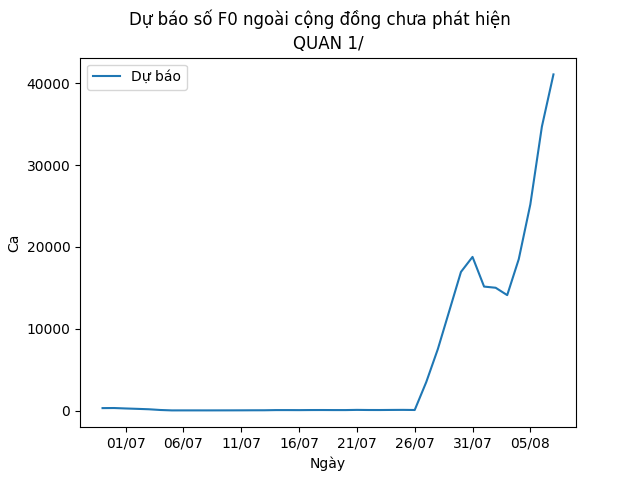 Dự báo số F0 ngoài cộng đồng chưa phát hiện
QUAN 1/
Dự báo
40000
30000
20000
10000
0
Ca
01/07 06/07 11/07 16/07 21/07 26/07 31/07 05/08
Ngày